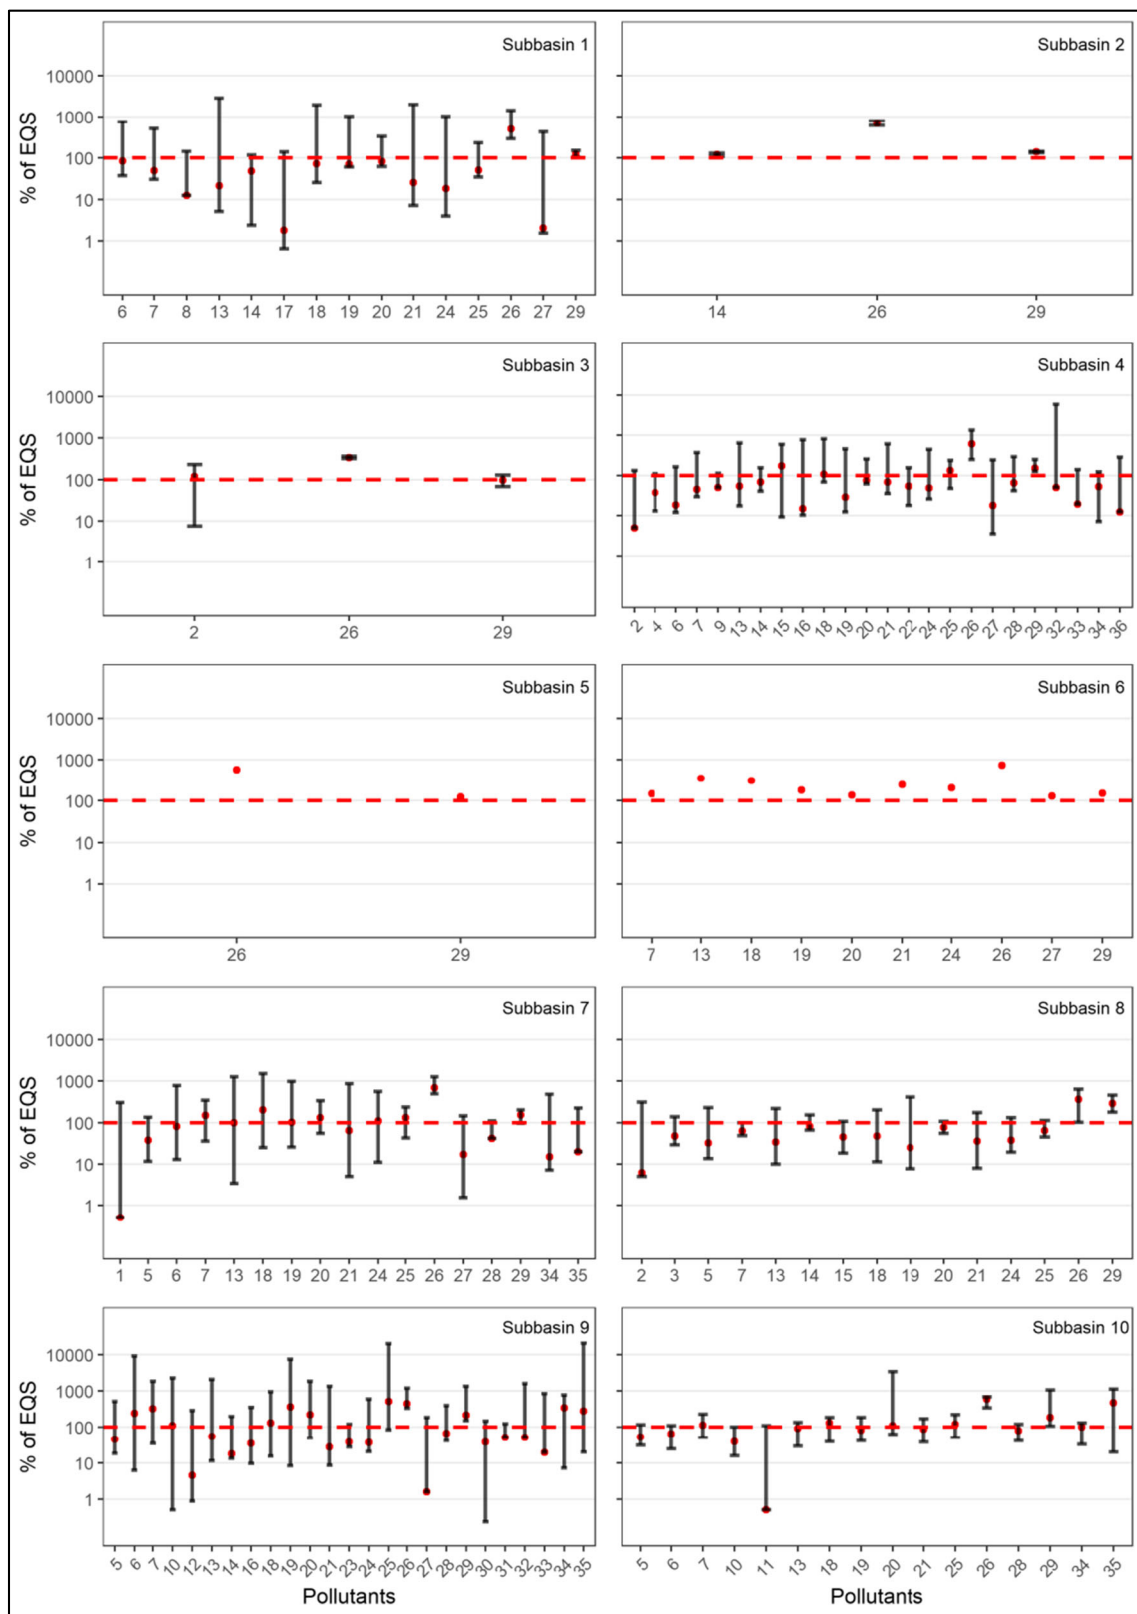 Subbasin 1
Subbasin 2
% of EQS
10000
1000
100
10
1
6 7 8 13 14 17 18 19 20 21 24 25 26 27 29
14 26 29
Subbasin 3
Subbasin 4
% of EQS
10000
1000
100
10
1
2 26 29
2 4 6 7 9 13 14 15 16 18 19 20 21 22 24 25 26 27 28 29 32 33 34 36
Subbasin 5
Subbasin 6
% of EQS
10000
1000
100
10
1
26 29
7 13 18 19 20 21 24 26 27 29
Subbasin 7
Subbasin 8
% of EQS
10000
1000
100
10
1
1 5 6 7 13 18 19 20 21 24 25 26 27 28 29 34 35
2 3 5 7 13 14 15 18 19 20 21 24 25 26 29
Subbasin 9
Subbasin 10
% of EQS
10000
1000
100
10
1
5 6 7 10 12 13 14 16 18 19 20 21 23 24 25 26 27 28 29 30 31 32 33 34 35
5 6 7 10 11 13 18 19 20 21 25 26 28 29 34 35
Pollutants
Pollutants